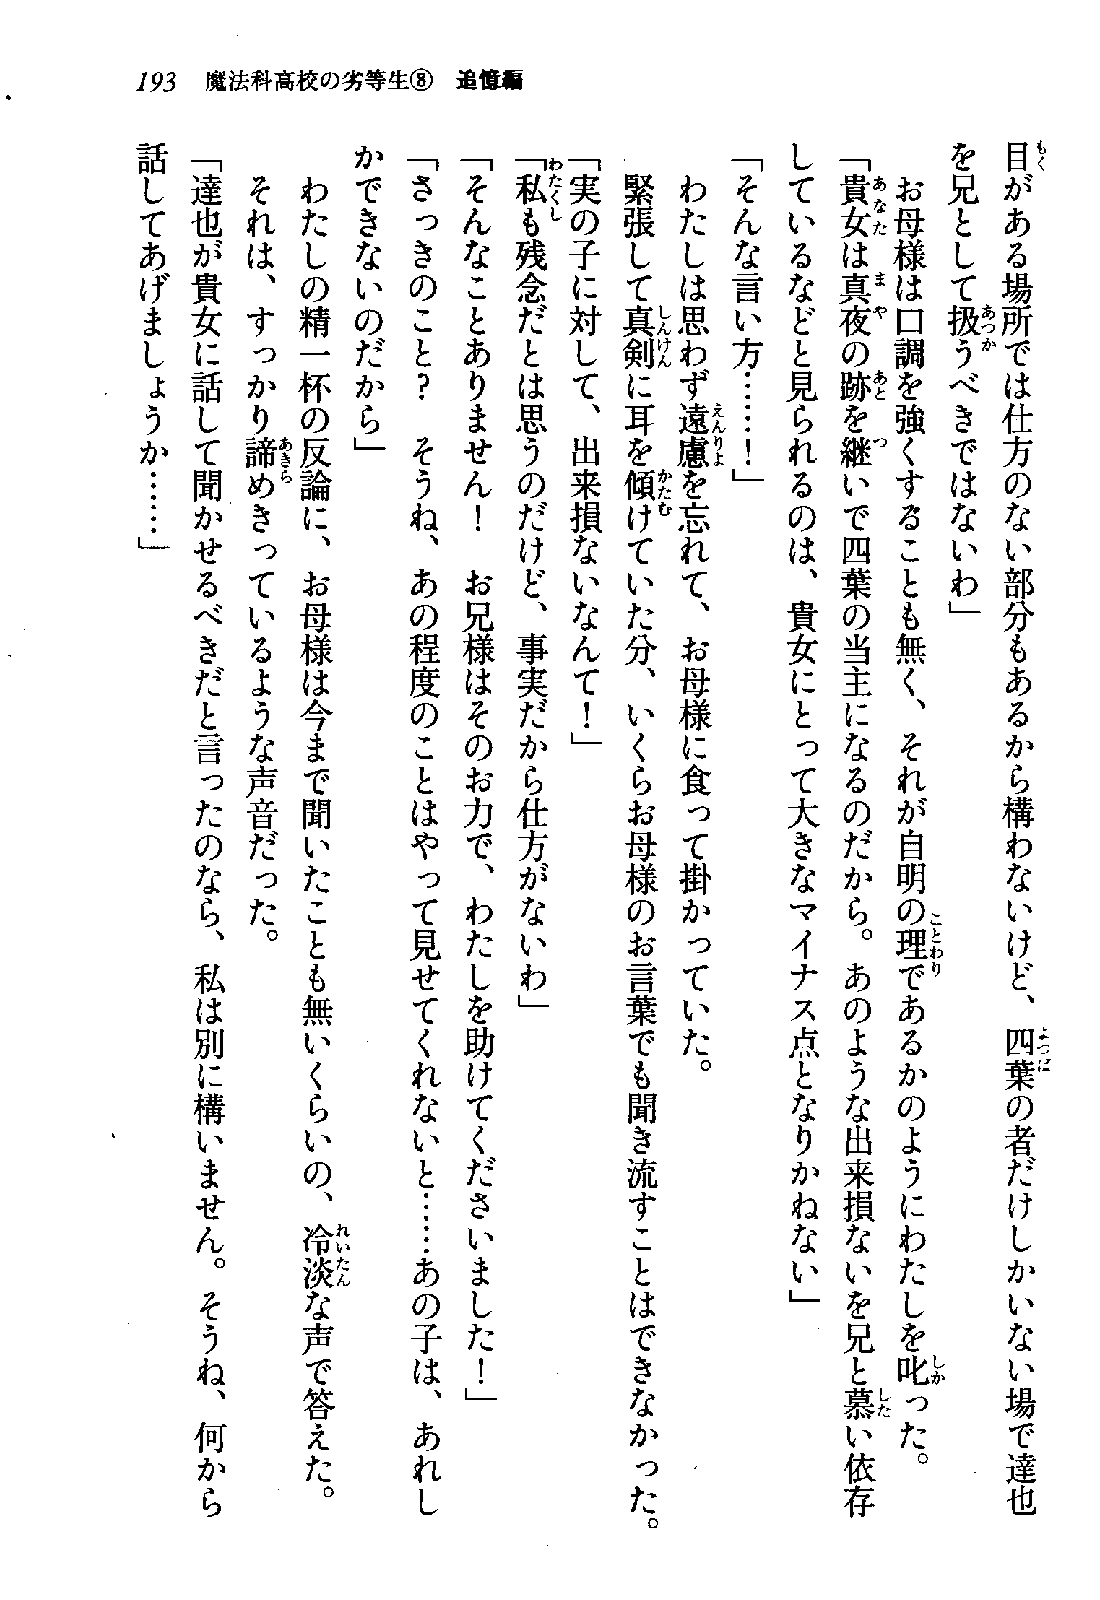 193　魔法科高校の劣等生⑧　追憶編
目がある場所では仕方のない部分もあるから構わないけど、四葉の者だけしかいない場で達也
を兄として扱うべきではないわ」
　お母様は口調を強くすることも無く、それが自明の理であるかのようにわたしを叱った。
「貴女は真夜の跡を継いで四葉の当主になるのだから。あのような出来損ないを兄と慕い依存
しているなどと見られるのは、貴女にとって大きなマイナス点となりかねない」
「そんな言い方……！」
　わたしは思わず遠慮を忘れて、お母様に食って掛かっていた。
　緊張して真剣に耳を傾けていた分、いくらお母様のお言葉でも聞き流すことはできなかった。
「実の子に対して、出来損ないなんて！」
「私も残念だとは思うのだけど、事実だから仕方がないわ」
「そんなことありません！　お兄様はそのお力で、わたしを助けてくださいました！」
「さっきのこと？　そうね、あの程度のことはやって見せてくれないと……あの子は、あれし
かできないのだから」
　わたしの精一杯の反論に、お母様は今まで聞いたことも無いくらいの、冷淡な声で答えた。
　それは、すっかり諦めきっているような声音だった。
「達也が貴女に話して聞かせるべきだと言ったのなら、私は別に構いません。そうね、何から
話してあげましょうか……」